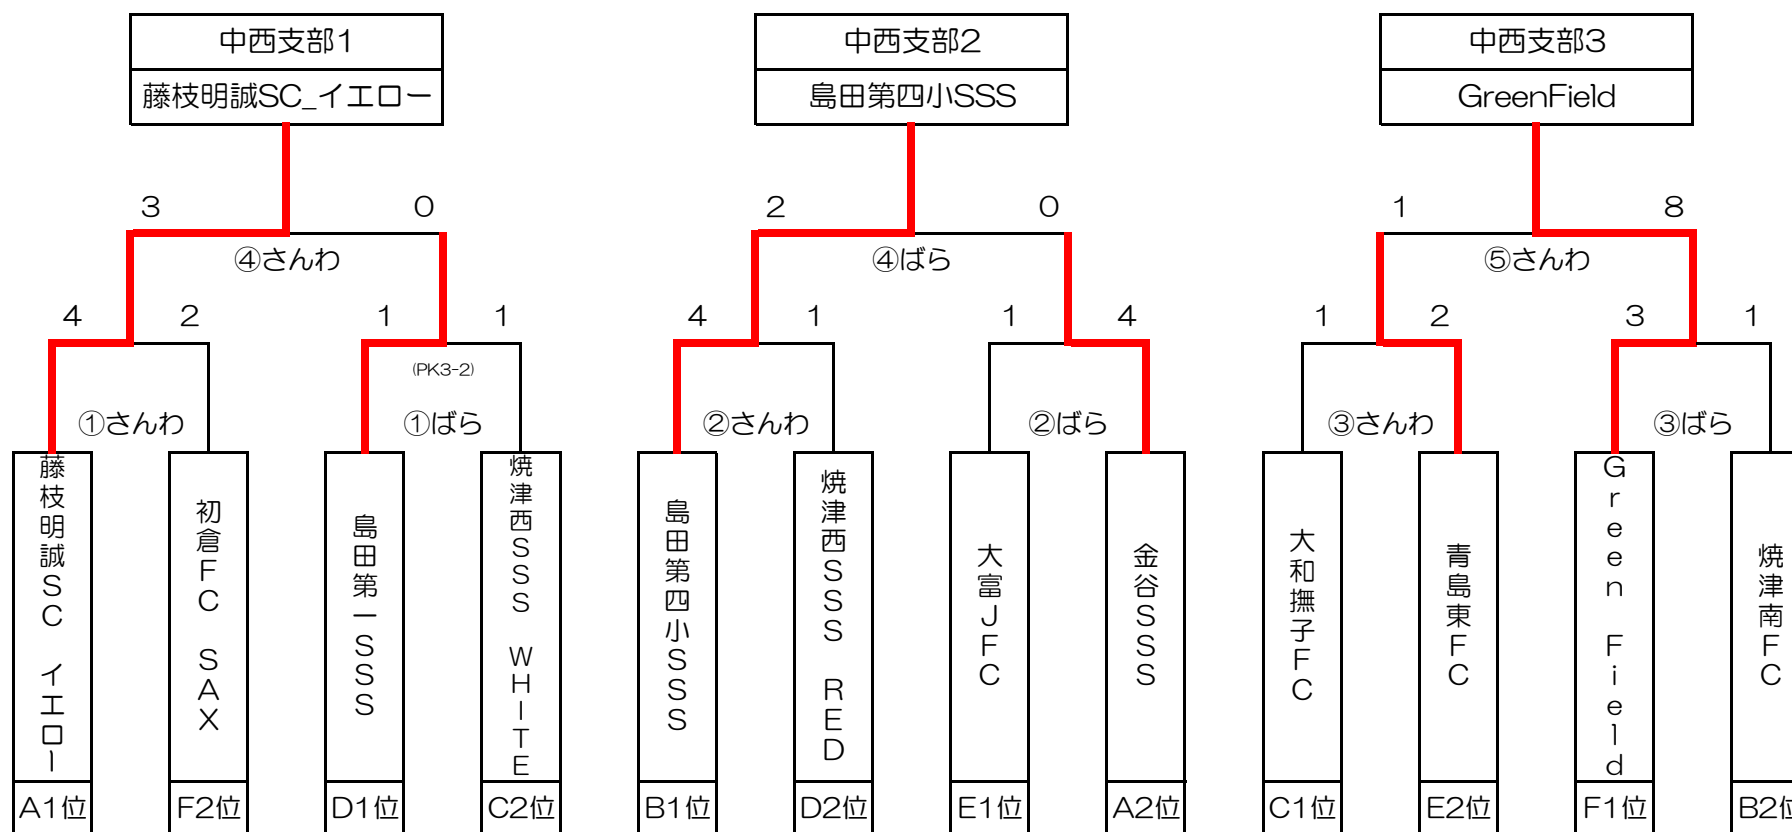 中西支部1
藤枝明誠SC_イエロー
中西支部2
島田第四小SSS
中西支部3
GreenField
3 0
④さんわ
2 0
④ばら
1 8
⑤さんわ
4 2
①さんわ
1 1
(PK3-2)
①ばら
4 1
②さんわ
1 4
②ばら
1 2
③さんわ
3 1
③ばら
藤枝明誠SC イエロー
初倉FC SAX
島田第一SSS
焼津西SSS WHITE
島田第四小SSS
焼津西SSS RED
大富JFC
金谷SSS
大和撫子FC
青島東FC
Green Field
焼津南FC
A1位
F2位
D1位
C2位
B1位
D2位
E1位
A2位
C1位
E2位
F1位
B2位